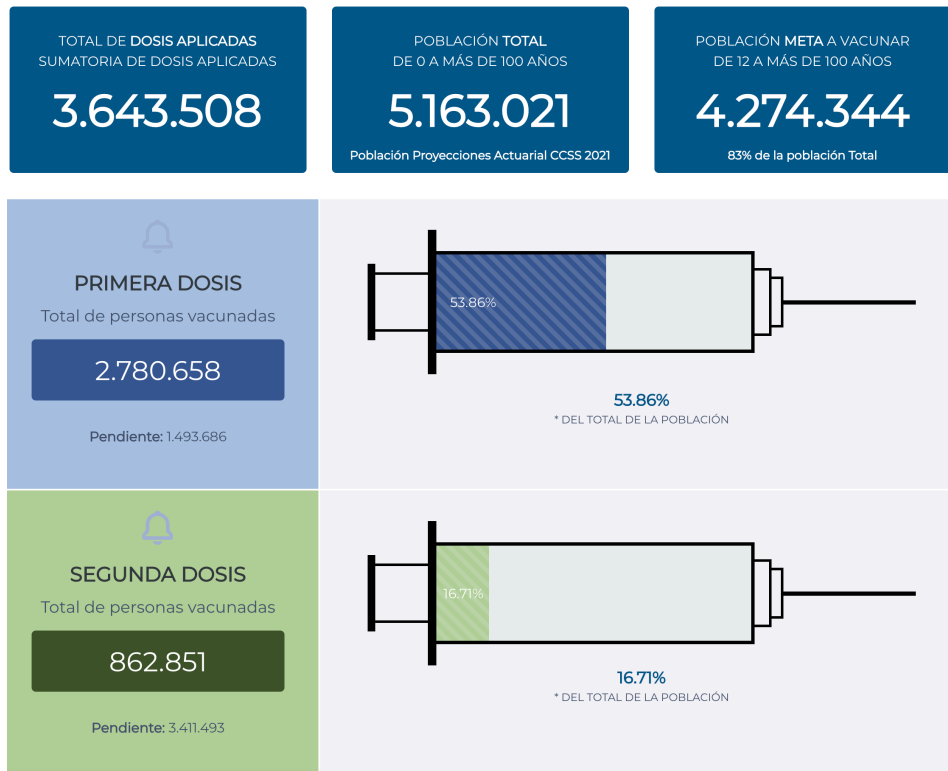 TOTAL DE DOSIS APLICADAS
SUMATORIA DE DOSIS APLICADAS
3.643.508
POBLACIÓN TOTAL
DE 0 A MÁS DE 100 AÑOS
5.163.021
Población Proyecciones Actuarial CCSS 2021
POBLACIÓN META A VACUNAR
DE 12 A MÁS DE 100 AÑOS
4.274.344
83% de la población Total
PRIMERA DOSIS
Total de personas vacunadas
2.780.658
Pendiente: 1.493.686
53.86%
53.86%
* DEL TOTAL DE LA POBLACIÓN
SEGUNDA DOSIS
Total de personas vacunadas
862.851
Pendiente: 3.411.493
16.71%
16.71%
* DEL TOTAL DE LA POBLACIÓN